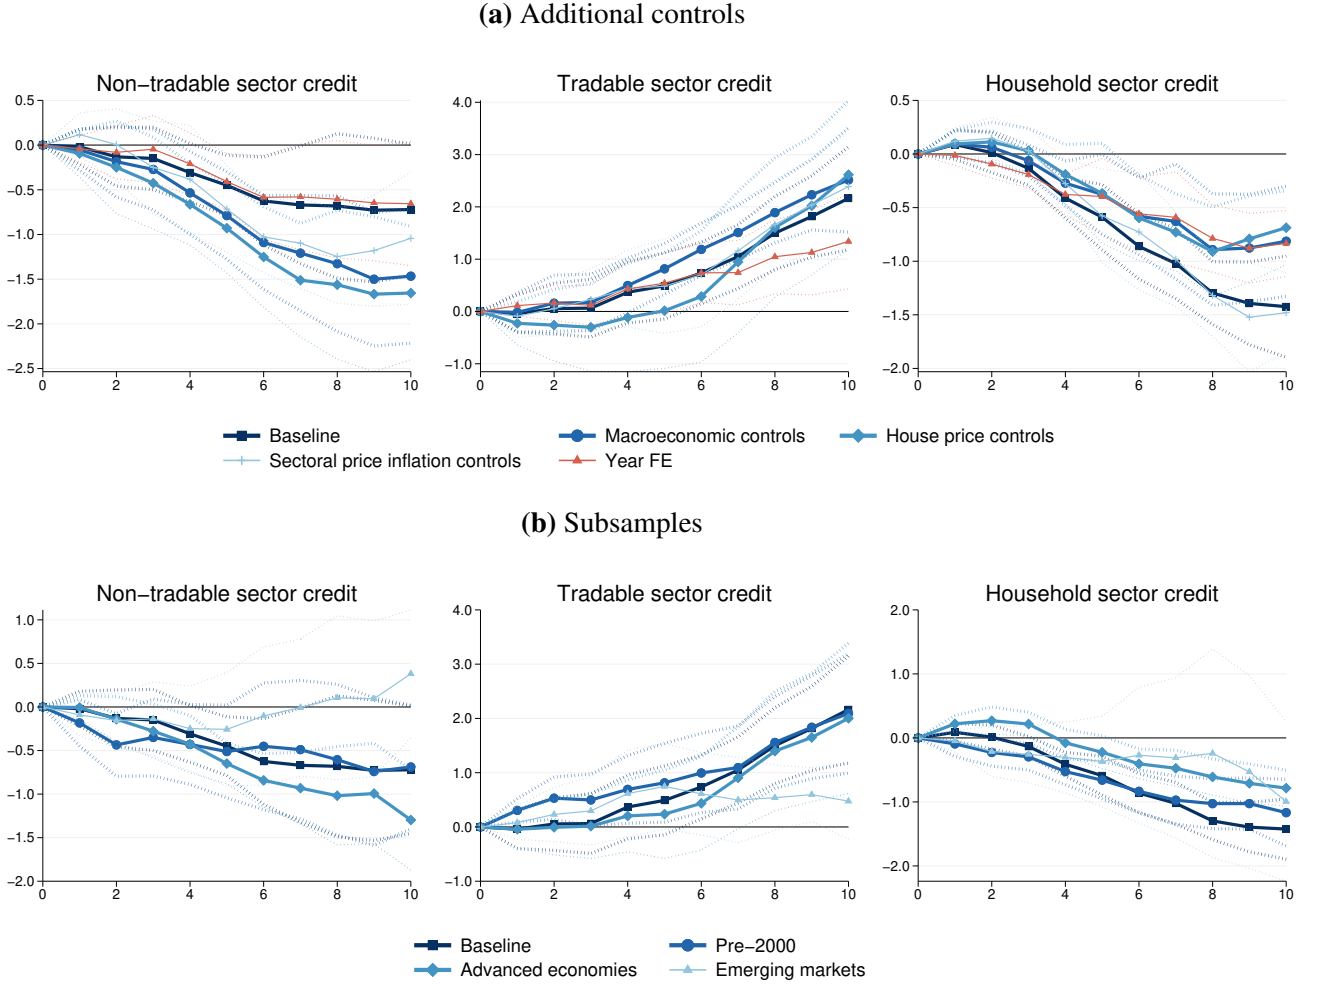 (a) Additional controls
Non−tradable sector credit
0.5
0.0
−0.5
−1.0
−1.5
−2.0
−2.5
0 2 4 6 8 10
Tradable sector credit
4.0
3.0
2.0
1.0
0.0
−1.0
0 2 4 6 8 10
Household sector credit
0.5
0.0
−0.5
−1.0
−1.5
−2.0
0 2 4 6 8 10
Baseline Macroeconomic controls House price controls
Sectoral price inflation controls Year FE
(b) Subsamples
Non−tradable sector credit
1.0
0.5
0.0
−0.5
−1.0
−1.5
−2.0
0 2 4 6 8 10
Tradable sector credit
4.0
3.0
2.0
1.0
0.0
−1.0
0 2 4 6 8 10
Household sector credit
2.0
1.0
0.0
−1.0
−2.0
0 2 4 6 8 10
Baseline Pre−2000
Advanced economies Emerging markets